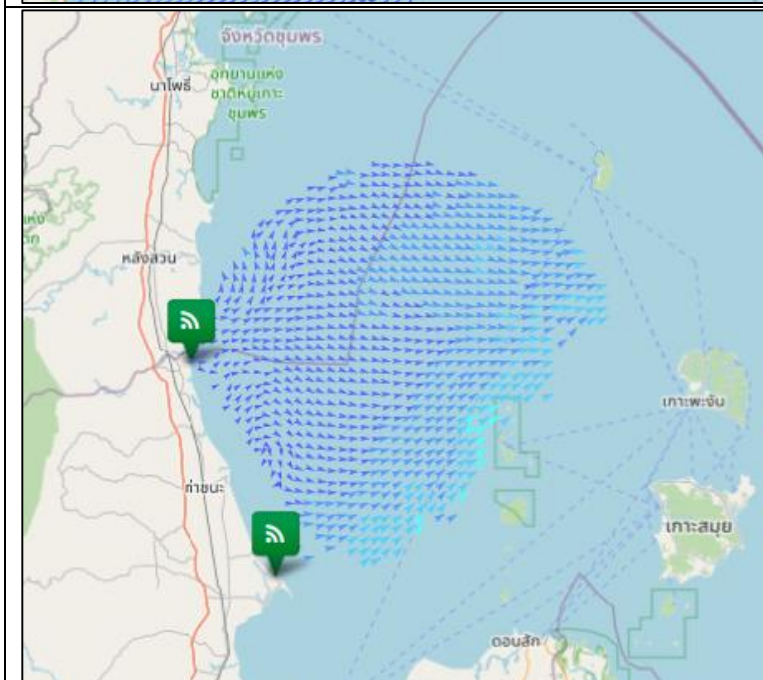 จังหวัดชุมพร
อุทยานแห่ง
ชาติหมู่เกาะ
ชุมพร
นาโพธิ์
หลังสวน
เกาะพะงัน
ท่าชนะ
เกาะสมุย
ดอนสัก